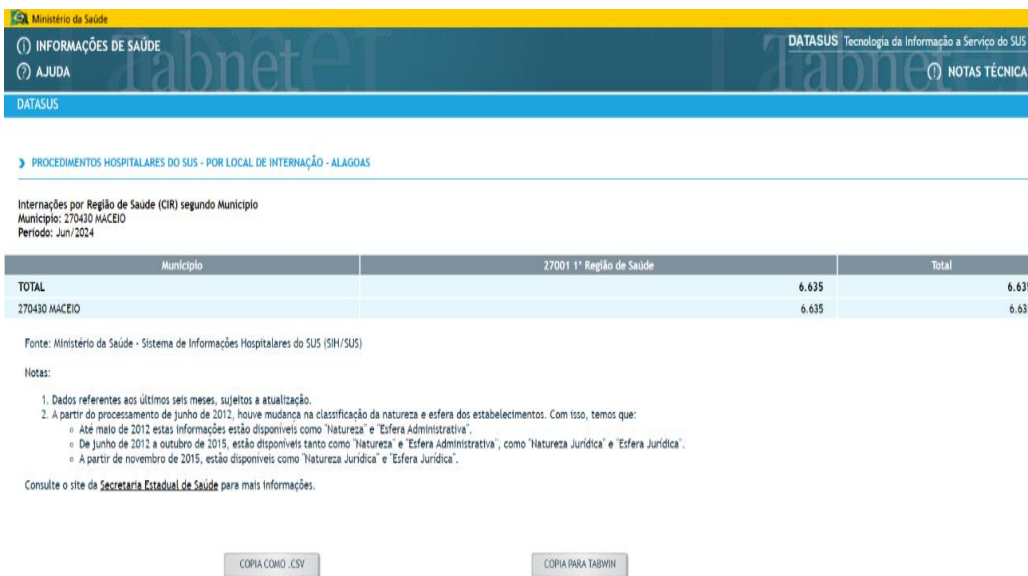 Ministério da Saúde
INFORMAÇÕES DE SAÚDE
AJUDA
Tabnet
DATASUS Tecnologia da Informação a Serviço do SUS
Tabnet
NOTAS TÉCNICA
DATASUS
PROCEDIMENTOS HOSPITALARES DO SUS - POR LOCAL DE INTERNAÇÃO - ALAGOAS
Internações por Região de Saúde (CIR) segundo Município
Município: 270430 MACEIO
Período: Jun/2024
Município 27001 1ª Região de Saúde Total
TOTAL 6.635 6.635
270430 MACEIO 6.635 6.63
Fonte: Ministério da Saúde - Sistema de Informações Hospitalares do SUS (SIH/SUS)
Notas:
1. Dados referentes aos últimos seis meses, sujeitos a atualização.
2. A partir do processamento de junho de 2012, houve mudança na classificação da natureza e esfera dos estabelecimentos. Com isso, temos que:
Até maio de 2012 estas informações estão disponíveis como "Natureza" e "Esfera Administrativa".
De junho de 2012 a outubro de 2015, estão disponíveis tanto como "Natureza" e "Esfera Administrativa", como "Natureza Jurídica" e "Esfera Jurídica".
A partir de novembro de 2015, estão disponíveis como "Natureza Jurídica" e "Esfera Jurídica".
Consulte o site da Secretaria Estadual de Saúde para mais informações.
COPIA COMO .CSV
COPIA PARA TABWIN